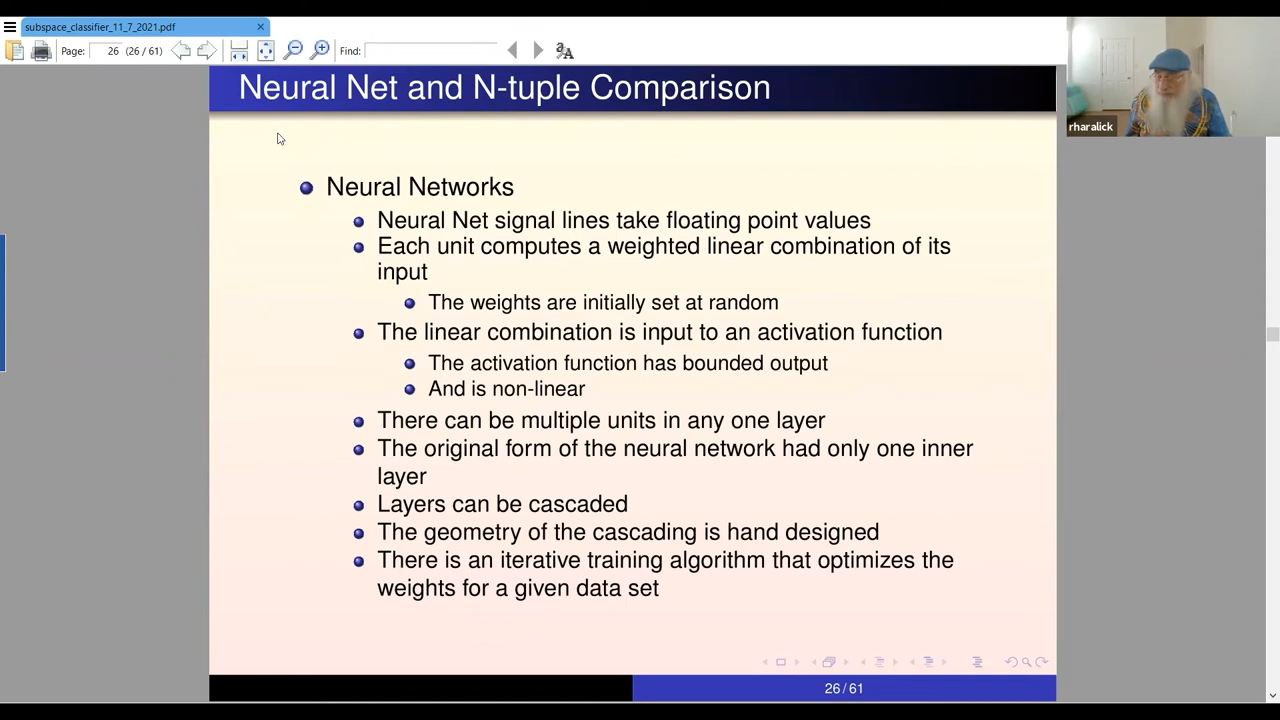 subspace_classifier_11_7_2021.pdf
Page: 26 (26 / 61) Find:
Neural Net and N-tuple Comparison
rharalick
Neural Networks
Neural Net signal lines take floating point values
Each unit computes a weighted linear combination of its
input
The weights are initially set at random
The linear combination is input to an activation function
The activation function has bounded output
And is non-linear
There can be multiple units in any one layer
The original form of the neural network had only one inner
layer
Layers can be cascaded
The geometry of the cascading is hand designed
There is an iterative training algorithm that optimizes the
weights for a given data set
26 / 61